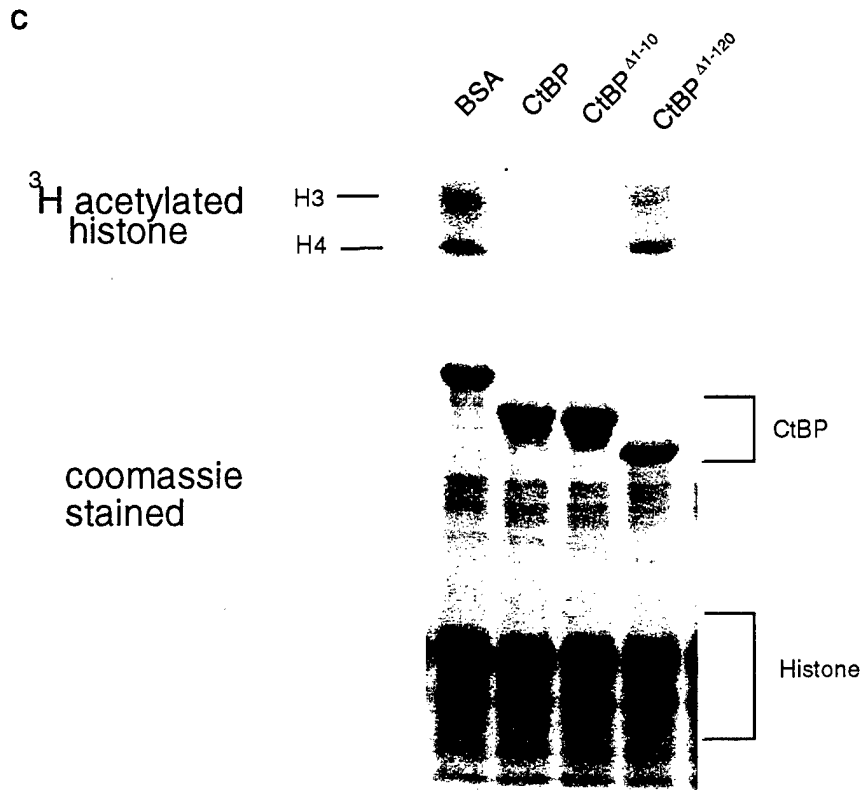 C
BSA
CtBP
CtBP Δ1-10
CtBP Δ1-120
³H acetylated
histone
H3
H4
coomassie
stained
CtBP
Histone